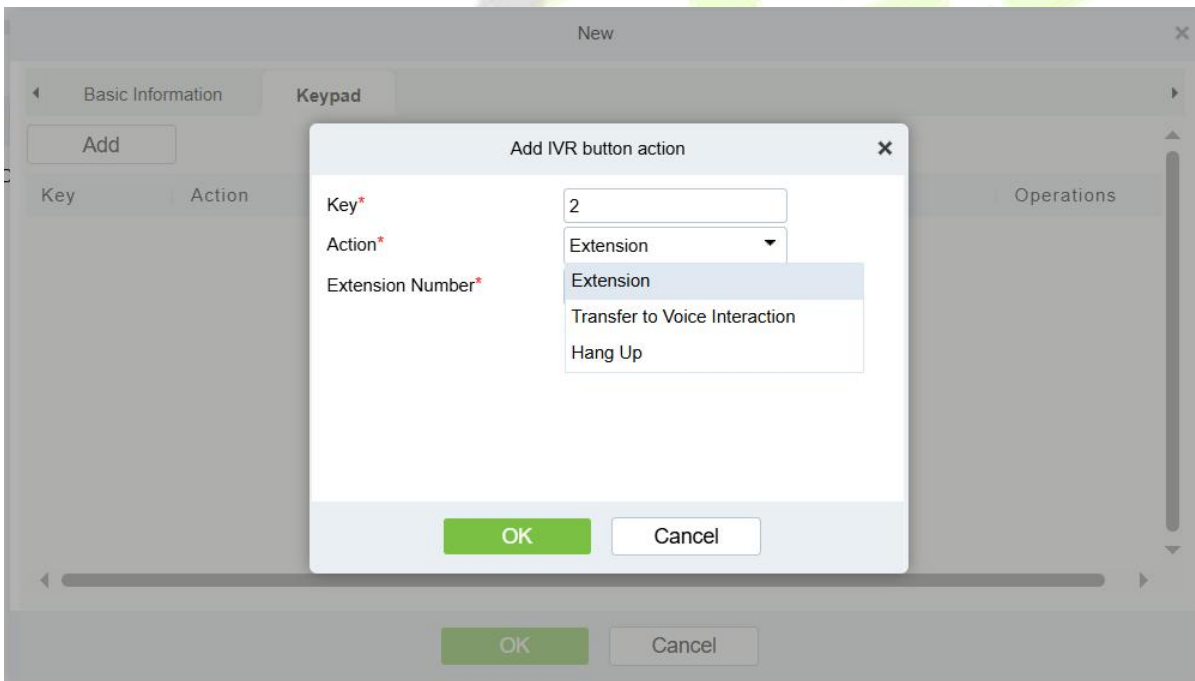 New ×
Basic Information Keypad
Add
Key Action Operations
Add IVR button action ×
Key* 2
Action* Extension
Extension Number* Extension
Transfer to Voice Interaction
Hang Up
OK Cancel
OK Cancel